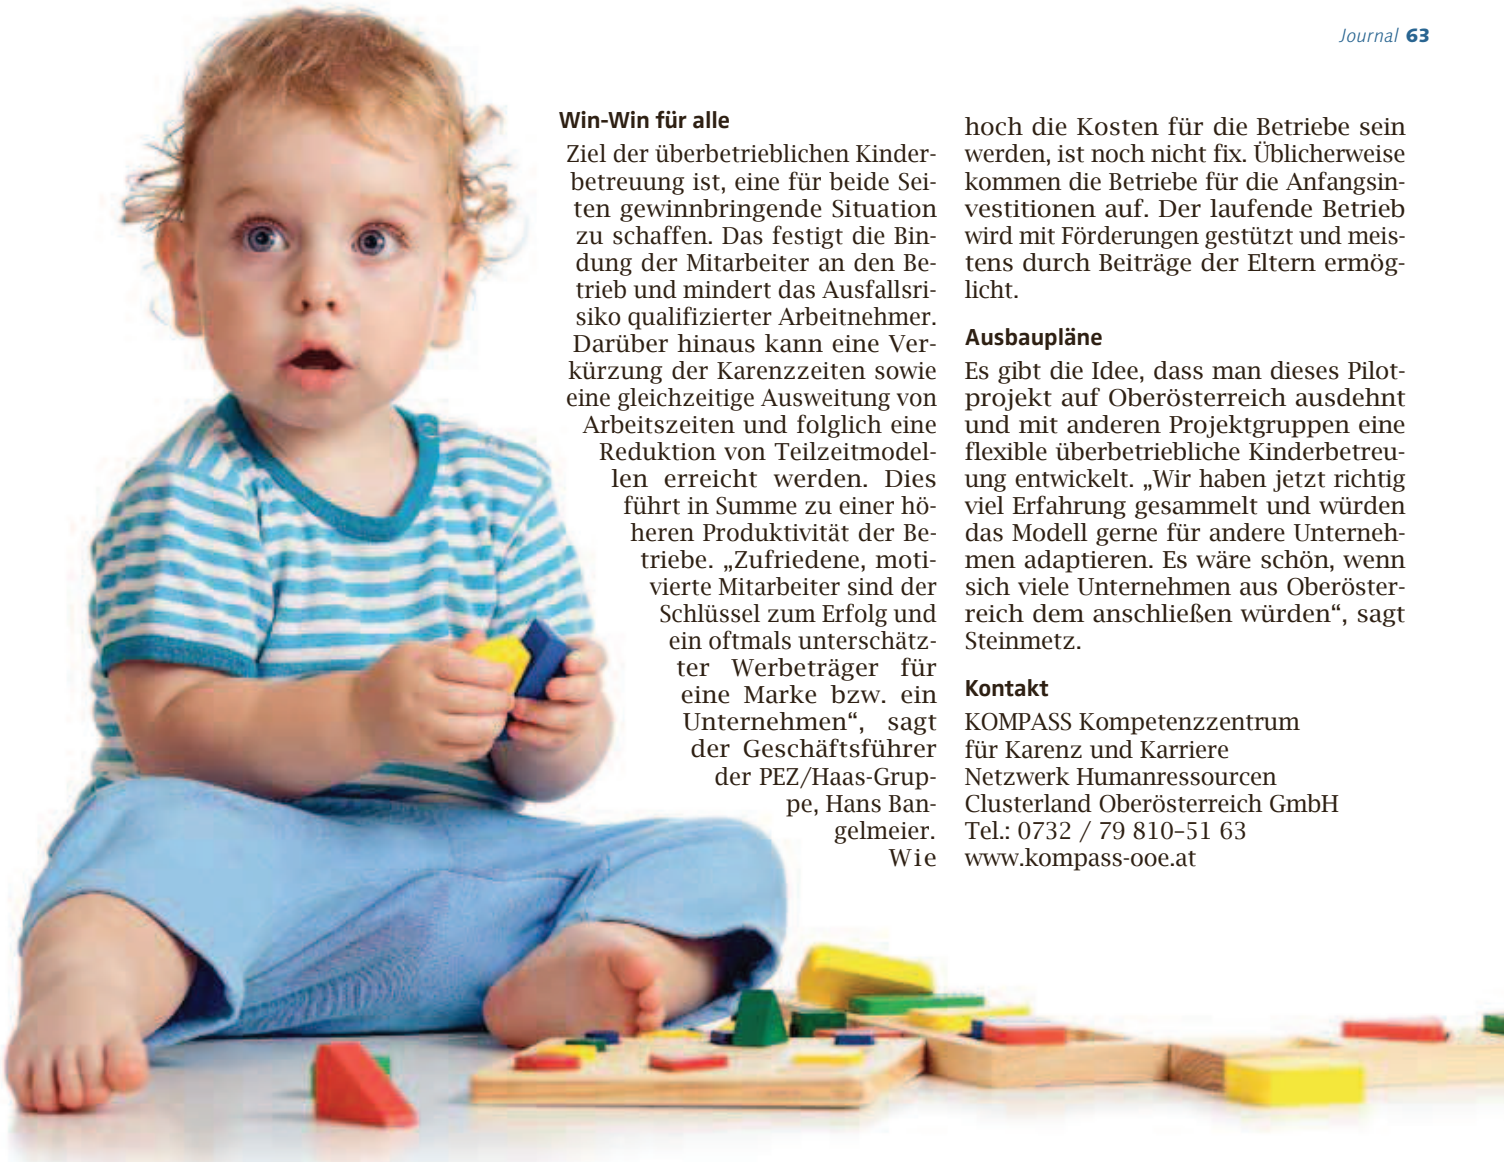 Journal 63
Win-Win für alle
Ziel der überbetrieblichen Kinder-
betreuung ist, eine für beide Sei-
ten gewinnbringende Situation
zu schaffen. Das festigt die Bin-
dung der Mitarbeiter an den Be-
trieb und mindert das Ausfallsri-
siko qualifizierter Arbeitnehmer.
Darüber hinaus kann eine Ver-
kürzung der Karenzzeiten sowie
eine gleichzeitige Ausweitung von
Arbeitszeiten und folglich eine
Reduktion von Teilzeitmodel-
len erreicht werden. Dies
führt in Summe zu einer hö-
heren Produktivität der Be-
triebe. „Zufriedene, moti-
vierte Mitarbeiter sind der
Schlüssel zum Erfolg und
ein oftmals unterschätz-
ter Werbeträger für
eine Marke bzw. ein
Unternehmen“, sagt
der Geschäftsführer
der PEZ/Haas-Grup-
pe, Hans Ban-
gelmeier.
Wie
hoch die Kosten für die Betriebe sein
werden, ist noch nicht fix. Üblicherweise
kommen die Betriebe für die Anfangsin-
vestitionen auf. Der laufende Betrieb
wird mit Förderungen gestützt und meis-
tens durch Beiträge der Eltern ermög-
licht.
Ausbaupläne
Es gibt die Idee, dass man dieses Pilot-
projekt auf Oberösterreich ausdehnt
und mit anderen Projektgruppen eine
flexible überbetriebliche Kinderbetreu-
ung entwickelt. „Wir haben jetzt richtig
viel Erfahrung gesammelt und würden
das Modell gerne für andere Unterneh-
men adaptieren. Es wäre schön, wenn
sich viele Unternehmen aus Oberöster-
reich dem anschließen würden“, sagt
Steinmetz.
Kontakt
KOMPASS Kompetenzzentrum
für Karenz und Karriere
Netzwerk Humanressourcen
Clusterland Oberösterreich GmbH
Tel.: 0732 / 79 810-51 63
www.kompass-ooe.at